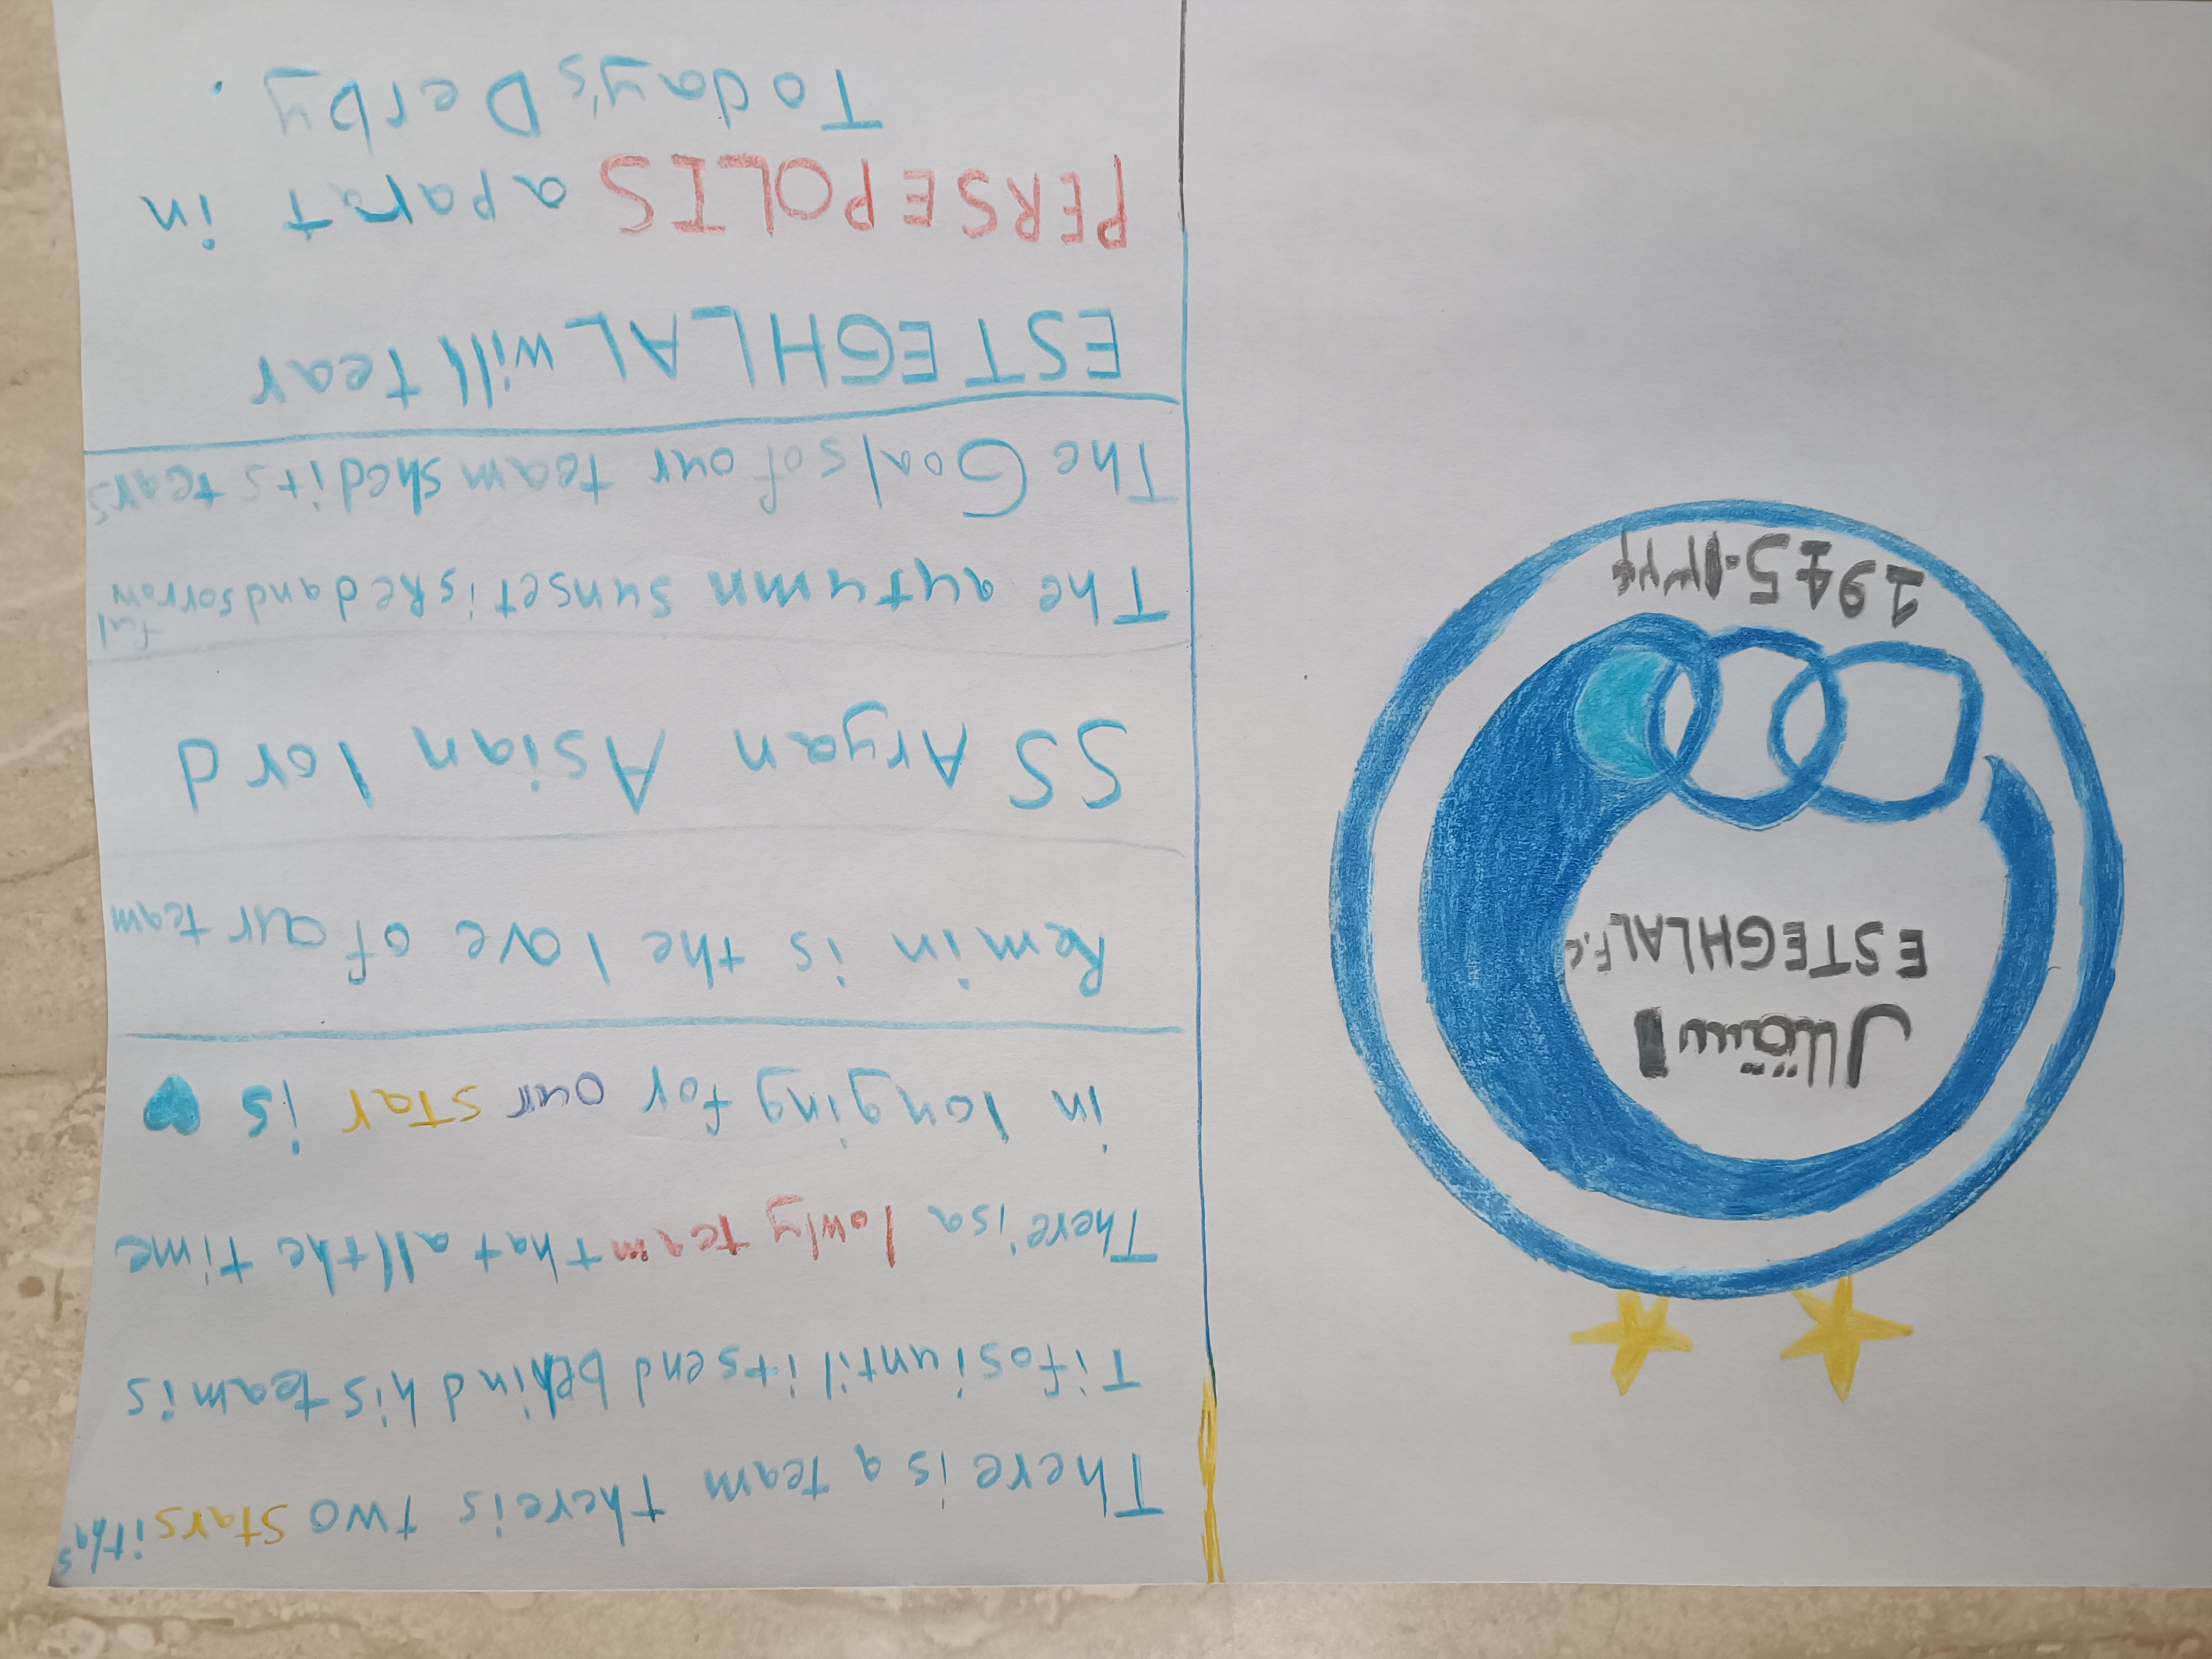 استقلال
ESTEGHLAL F.C
1945-۱۳۲۴
There is a team there is two stars it has
Tifosi until its end behind his team is
There is a lowly team that all the time
in longing for our star is
Remin is the love of our team
SS Aryan Asian lord
The autumn sunset is Red and sorrowful
The Goals of our team shed its tears
ESTEGHLAL will tear
PERSEPOLIS apart in
Today's Derby.